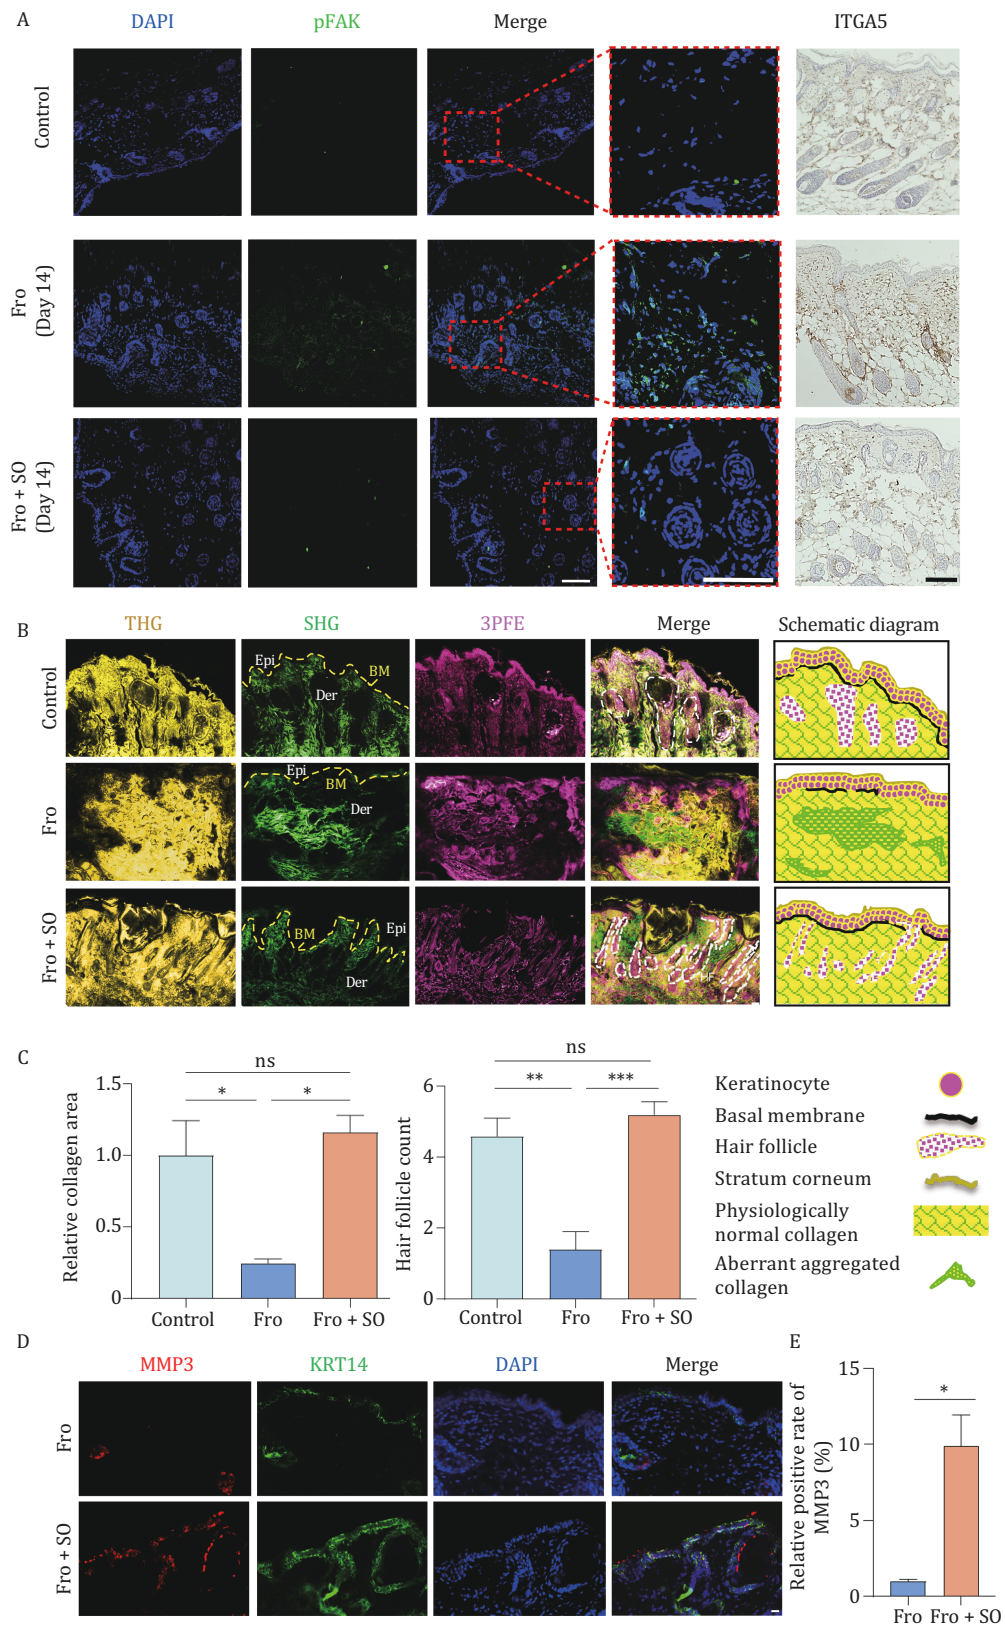 A
DAPI
pFAK
Merge
ITGA5
Control
Fro
(Day 14)
Fro + SO
(Day 14)
B
THG
SHG
3PFE
Merge
Schematic diagram
Control
Epi
BM
Der
Fro
Epi
BM
Der
Fro + SO
BM
Epi
Der
HF
C
ns
*
*
Relative collagen area
1.5
1.0
0.5
0
Control
Fro
Fro + SO
ns
**
***
Hair follicle count
6
4
2
0
Control
Fro
Fro + SO
Keratinocyte
Basal membrane
Hair follicle
Stratum corneum
Physiologically
normal collagen
Aberrant aggregated
collagen
D
MMP3
KRT14
DAPI
Merge
Fro
Fro + SO
E
Relative positive rate of
MMP3 (%)
15
10
5
0
*
Fro
Fro + SO